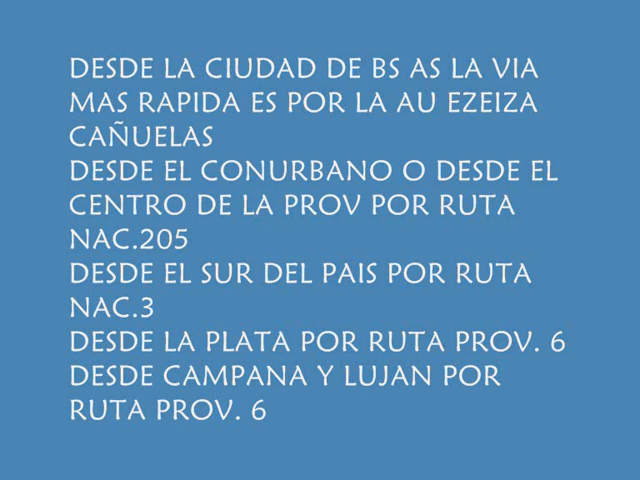 DESDE LA CIUDAD DE BS AS LA VIA
MAS RAPIDA ES POR LA AU EZEIZA
CAÑUELAS
DESDE EL CONURBANO O DESDE EL
CENTRO DE LA PROV POR RUTA
NAC.205
DESDE EL SUR DEL PAIS POR RUTA
NAC.3
DESDE LA PLATA POR RUTA PROV. 6
DESDE CAMPANA Y LUJAN POR
RUTA PROV. 6